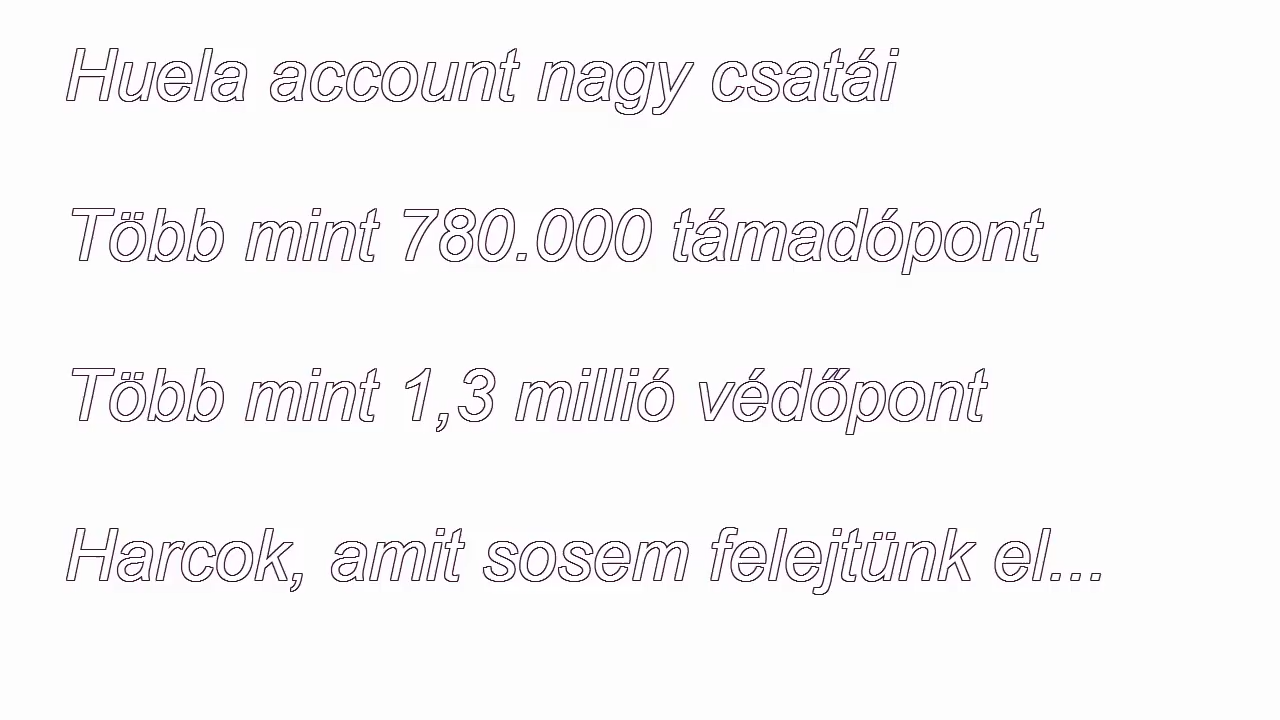 Huela account nagy csatái
Több mint 780.000 támadópont
Több mint 1,3 millió védőpont
Harcok, amit sosem felejtünk el...